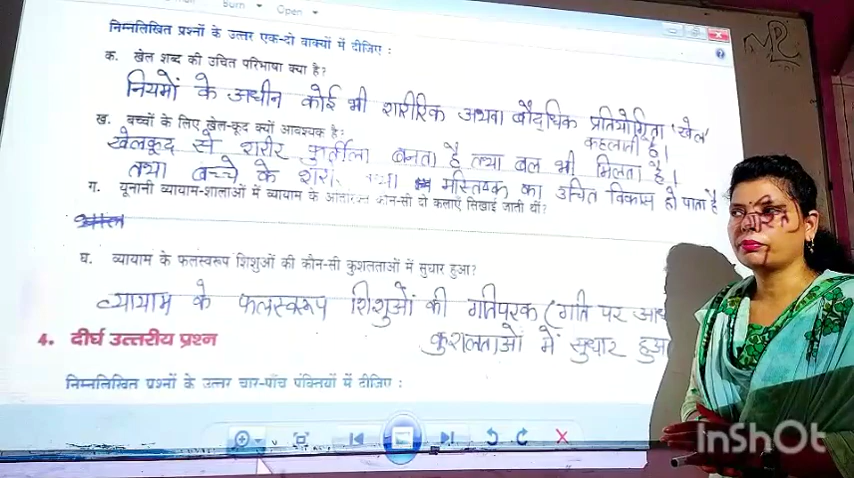 Burn Open
निम्नलिखित प्रश्नों के उत्तर एक-दो वाक्यों में दीजिए :
क. खेल शब्द की उचित परिभाषा क्या है?
नियमों के अधीन कोई भी शारीरिक अथवा बौद्धिक प्रतियोगिता 'खेल'
कहलाती है।
ख. बच्चों के लिए खेल-कूद क्यों आवश्यक है:
खेलकूद से शरीर फुर्तीला बनता है तथा बल भी मिलता है।
तथा बच्चे के मस्तिष्क का उचित विकास हो पाता है
ग. यूनानी व्यायाम-शालाओं में व्यायाम के कौन-सी दो कलाएँ सिखाई जाती थीं?
घ. व्यायाम के फलस्वरूप शिशुओं की कौन-सी कुशलताओं में सुधार हुआ?
व्यायाम के फलस्वरूप शिशुओं की गतिपरक (गति पर
कुशलताओं में सुधार
4. दीर्घ उत्तरीय प्रश्न
निम्नलिखित प्रश्नों के उत्तर चार-पाँच पंक्तियों में दीजिए :
InShOt